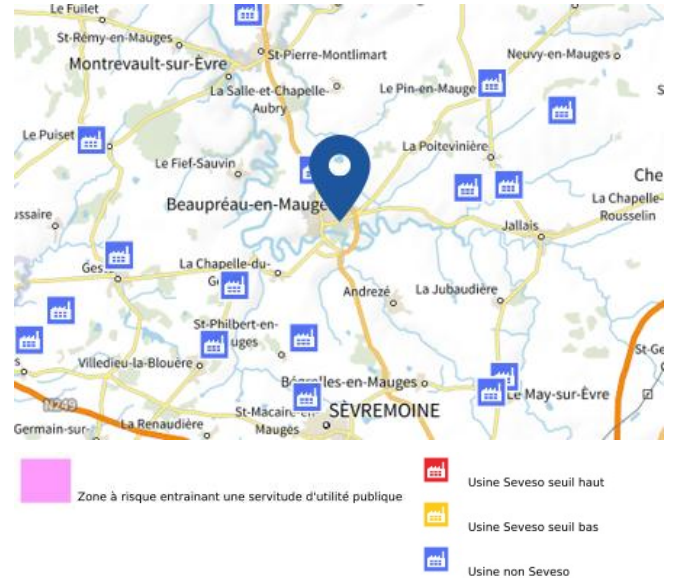 Le Fuilet
St-Rémy-en-Mauges
St-Pierre-Montlimart
Neuvy-en-Mauges
Montrevault-sur-Èvre
La Salle-et-Chapelle-
Aubry
Le Pin-en-Mauge
Le Puiset
La Poitevinière
Le Fief-Sauvin
Che
La Chapelle-
Rousselin
Beaupréau-en-Mauge
ussaire
Jallais
Ges
La Chapelle-du-
G
Andrezé
La Jubaudière
St-Philbert-en-
uges
St-Ge
s
Villedieu-la-Blouère
Bégrolles-en-Mauges
Le May-sur-Èvre
N249
St-Macaire-en-
Mauges
SÈVREMOINE
Germain-sur-
La Renaudière
Zone à risque entrainant une servitude d'utilité publique
Usine Seveso seuil haut
Usine Seveso seuil bas
Usine non Seveso